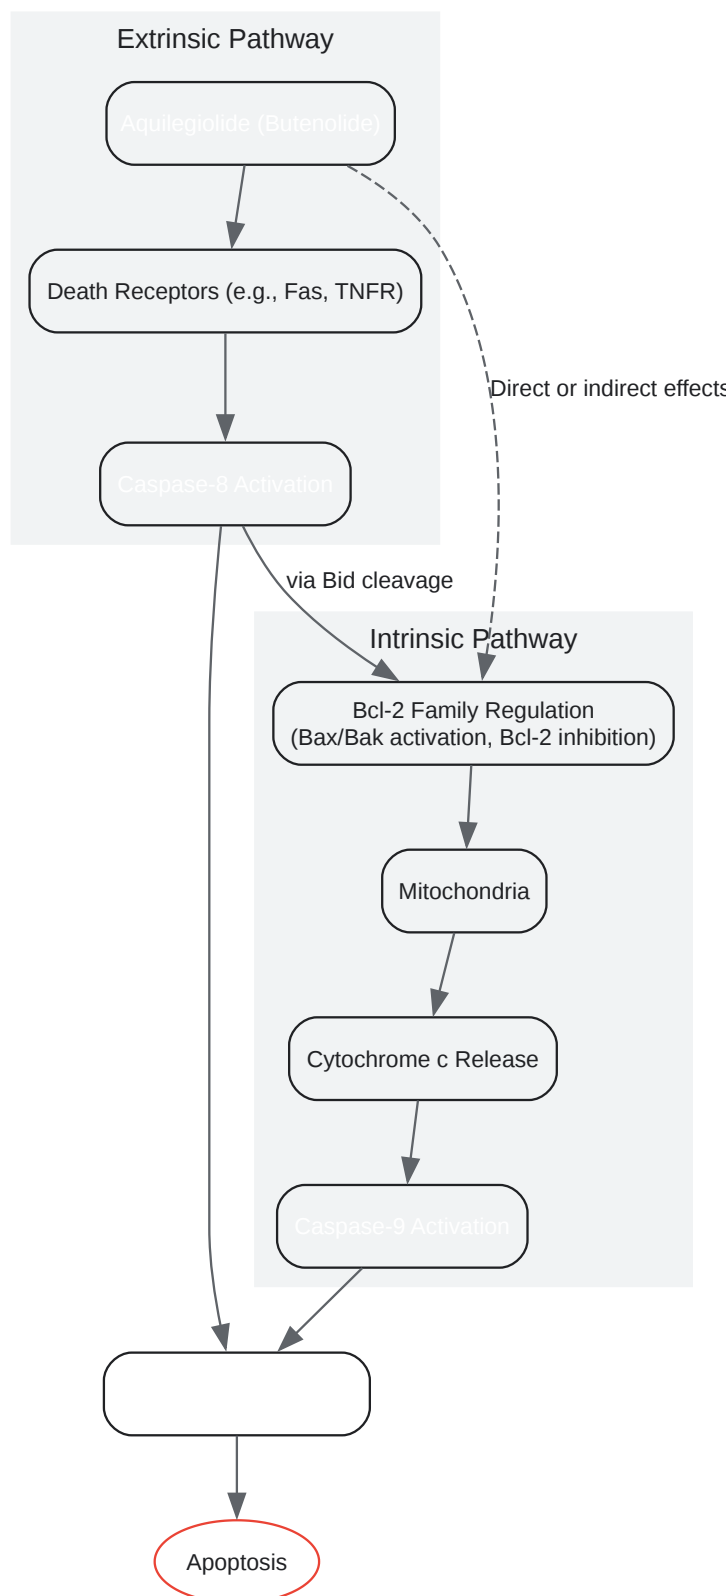 Extrinsic Pathway
Aquilegiolide (Butenolide)
Death Receptors (e.g., Fas, TNFR)
Direct or indirect effects
Caspase-8 Activation
via Bid cleavage
Intrinsic Pathway
Bcl-2 Family Regulation
(Bax/Bak activation, Bcl-2 inhibition)
Mitochondria
Cytochrome c Release
Caspase-9 Activation
Apoptosis